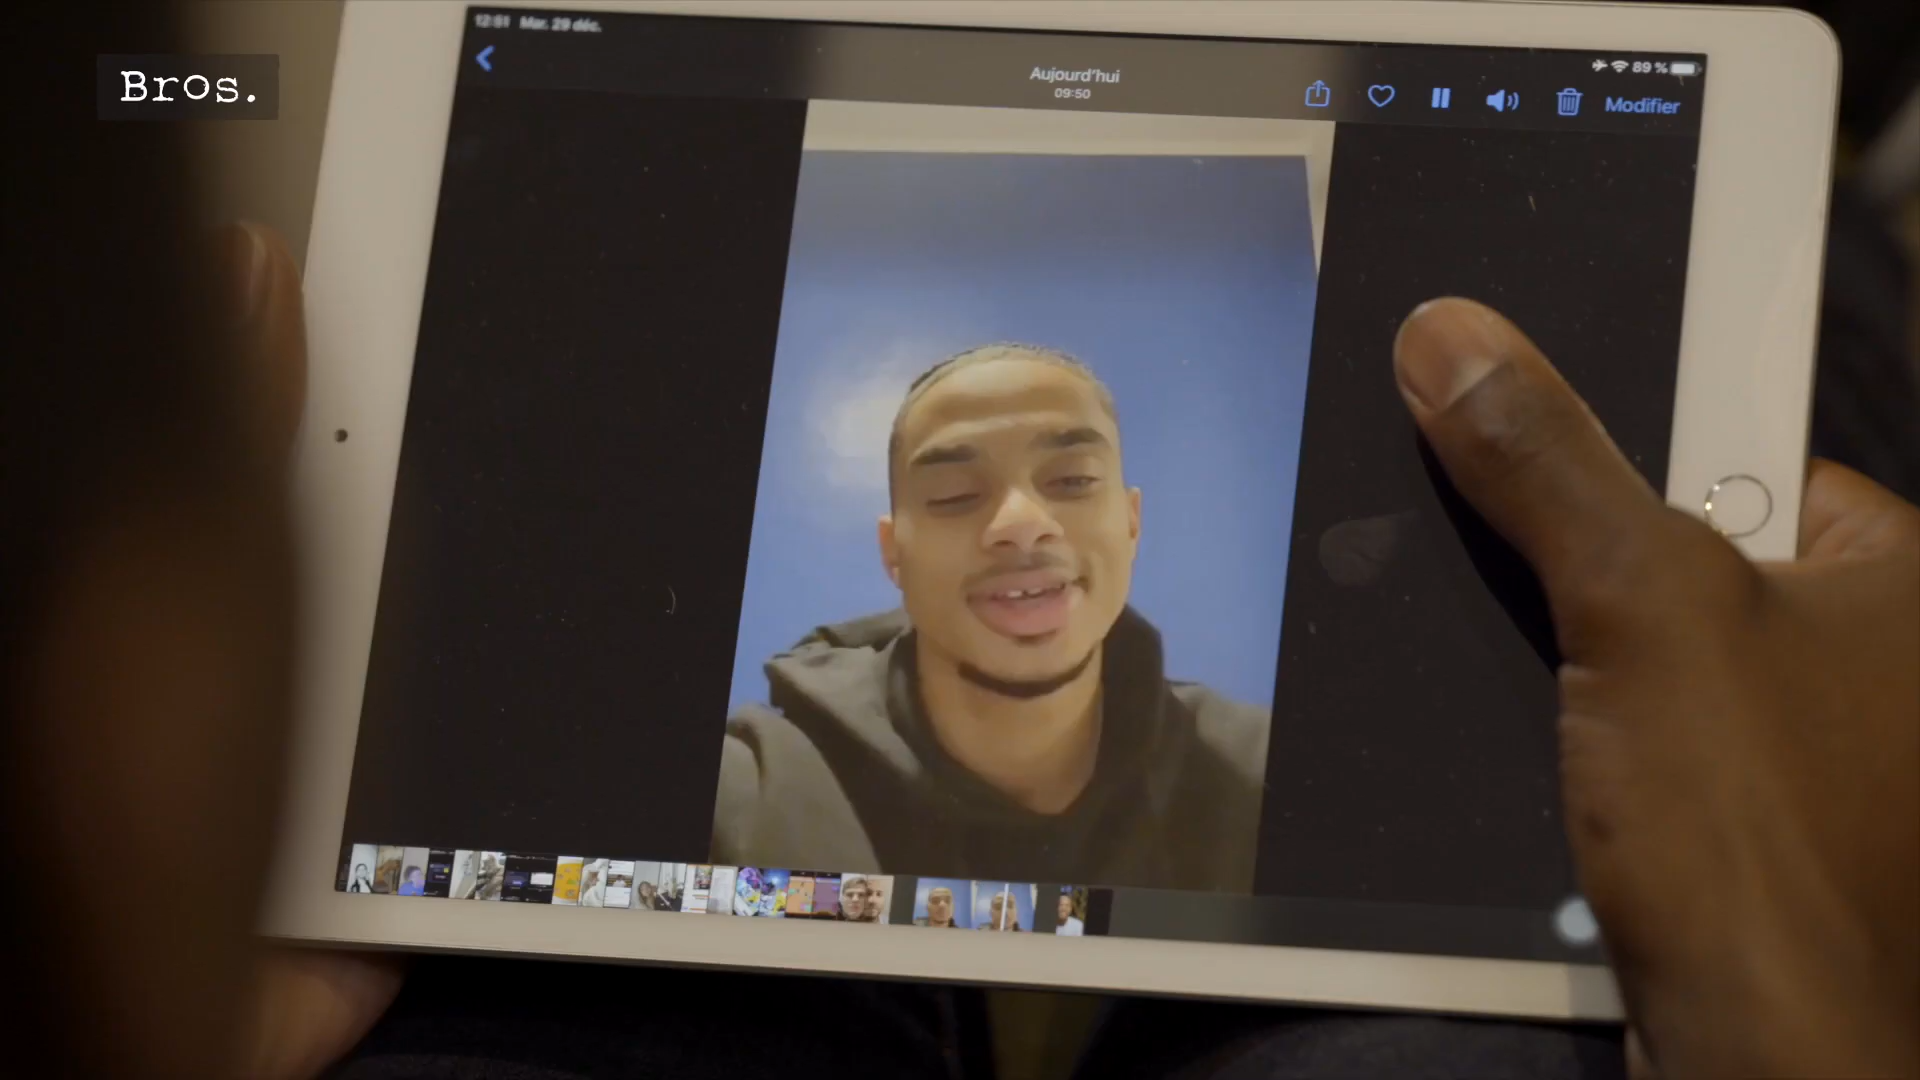 Bros.
12:51 Mar. 29 déc.
89 %
Aujourd'hui
09:50
Modifier